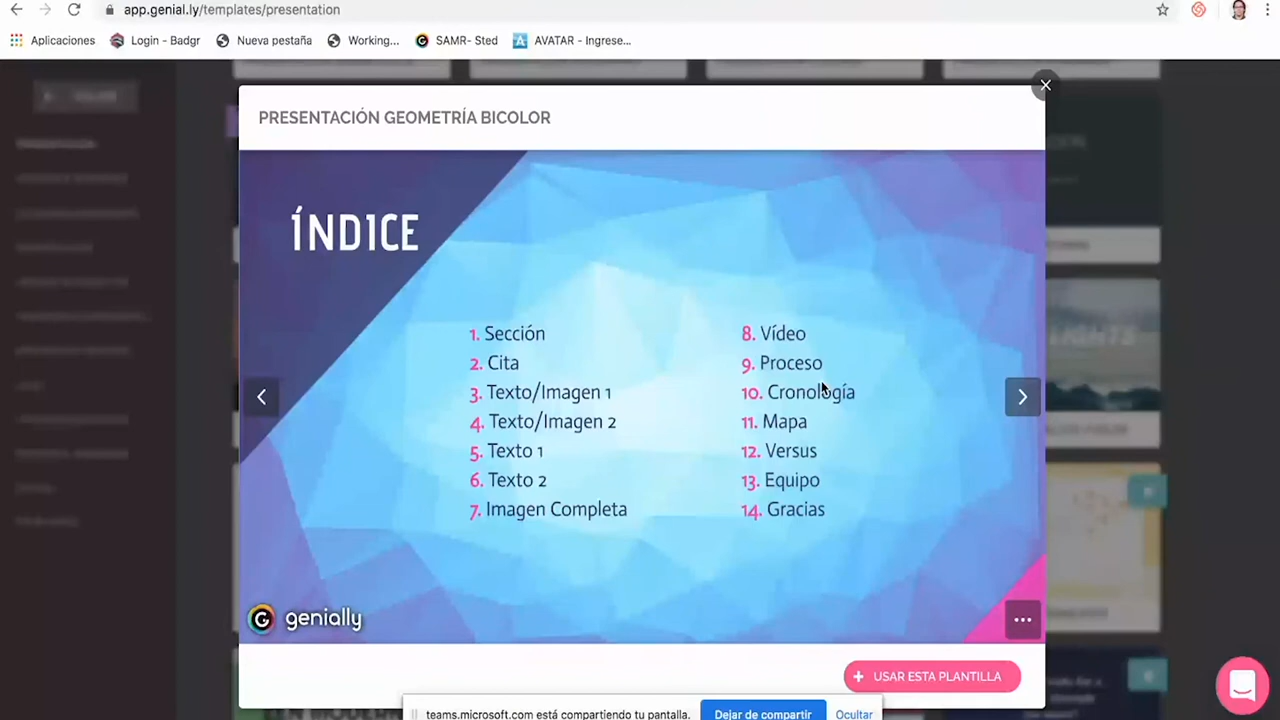 app.genial.ly/templates/presentation
Aplicaciones
Login - Badgr
Nueva pestaña
Working...
SAMR- Sted
AVATAR - Ingrese...
PRESENTACIÓN GEOMETRÍA BICOLOR
ÍNDICE
1. Sección
2. Cita
3. Texto/Imagen 1
4. Texto/Imagen 2
5. Texto 1
6. Texto 2
7. Imagen Completa
8. Vídeo
9. Proceso
10. Cronología
11. Mapa
12. Versus
13. Equipo
14. Gracias
genially
+ USAR ESTA PLANTILLA
teams.microsoft.com está compartiendo tu pantalla.
Dejar de compartir
Ocultar